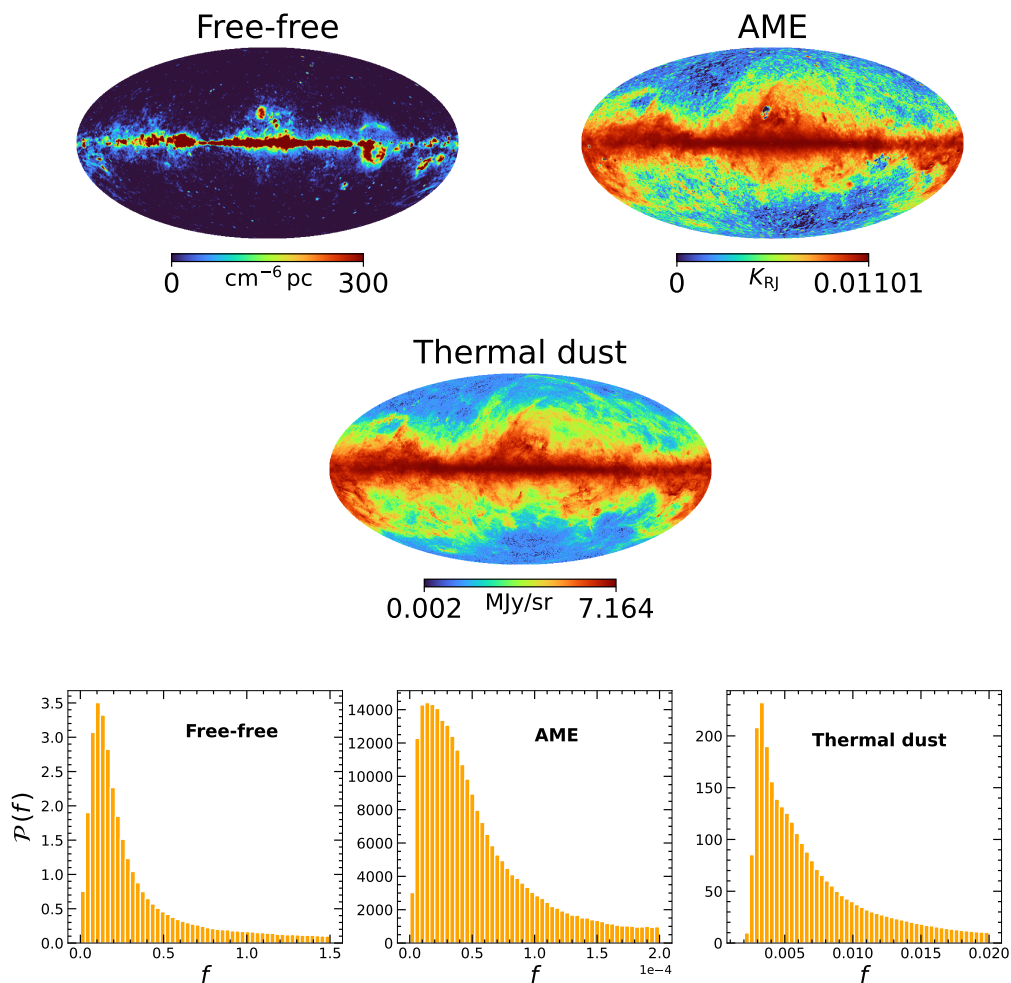 Free-free
AME
0 cm⁻⁶ pc 300
0 K_RJ 0.01101
Thermal dust
0.002 MJy/sr 7.164
𝒫(f)
3.5
3.0
2.5
2.0
1.5
1.0
0.5
0.0
Free-free
0.0 0.5 1.0 1.5
f
14000
12000
10000
8000
6000
4000
2000
0
AME
0.0 0.5 1.0 1.5 2.0
1e−4
f
200
150
100
50
0
Thermal dust
0.005 0.010 0.015 0.020
f